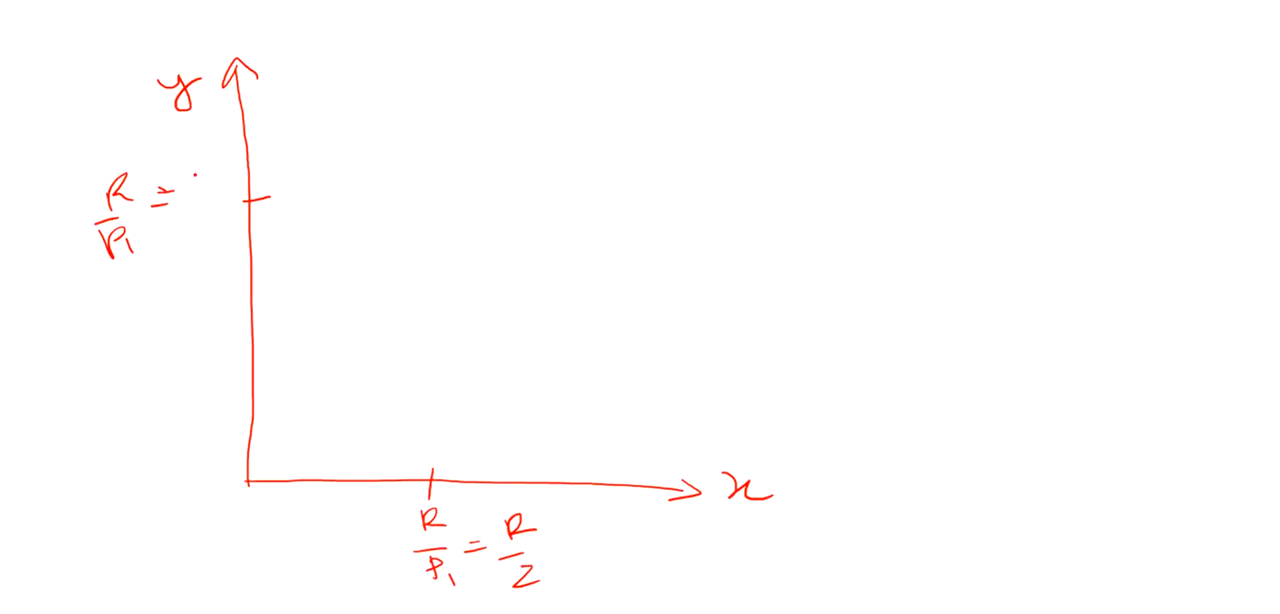 y
R/P₁ =
x
R/P₁ = R/2